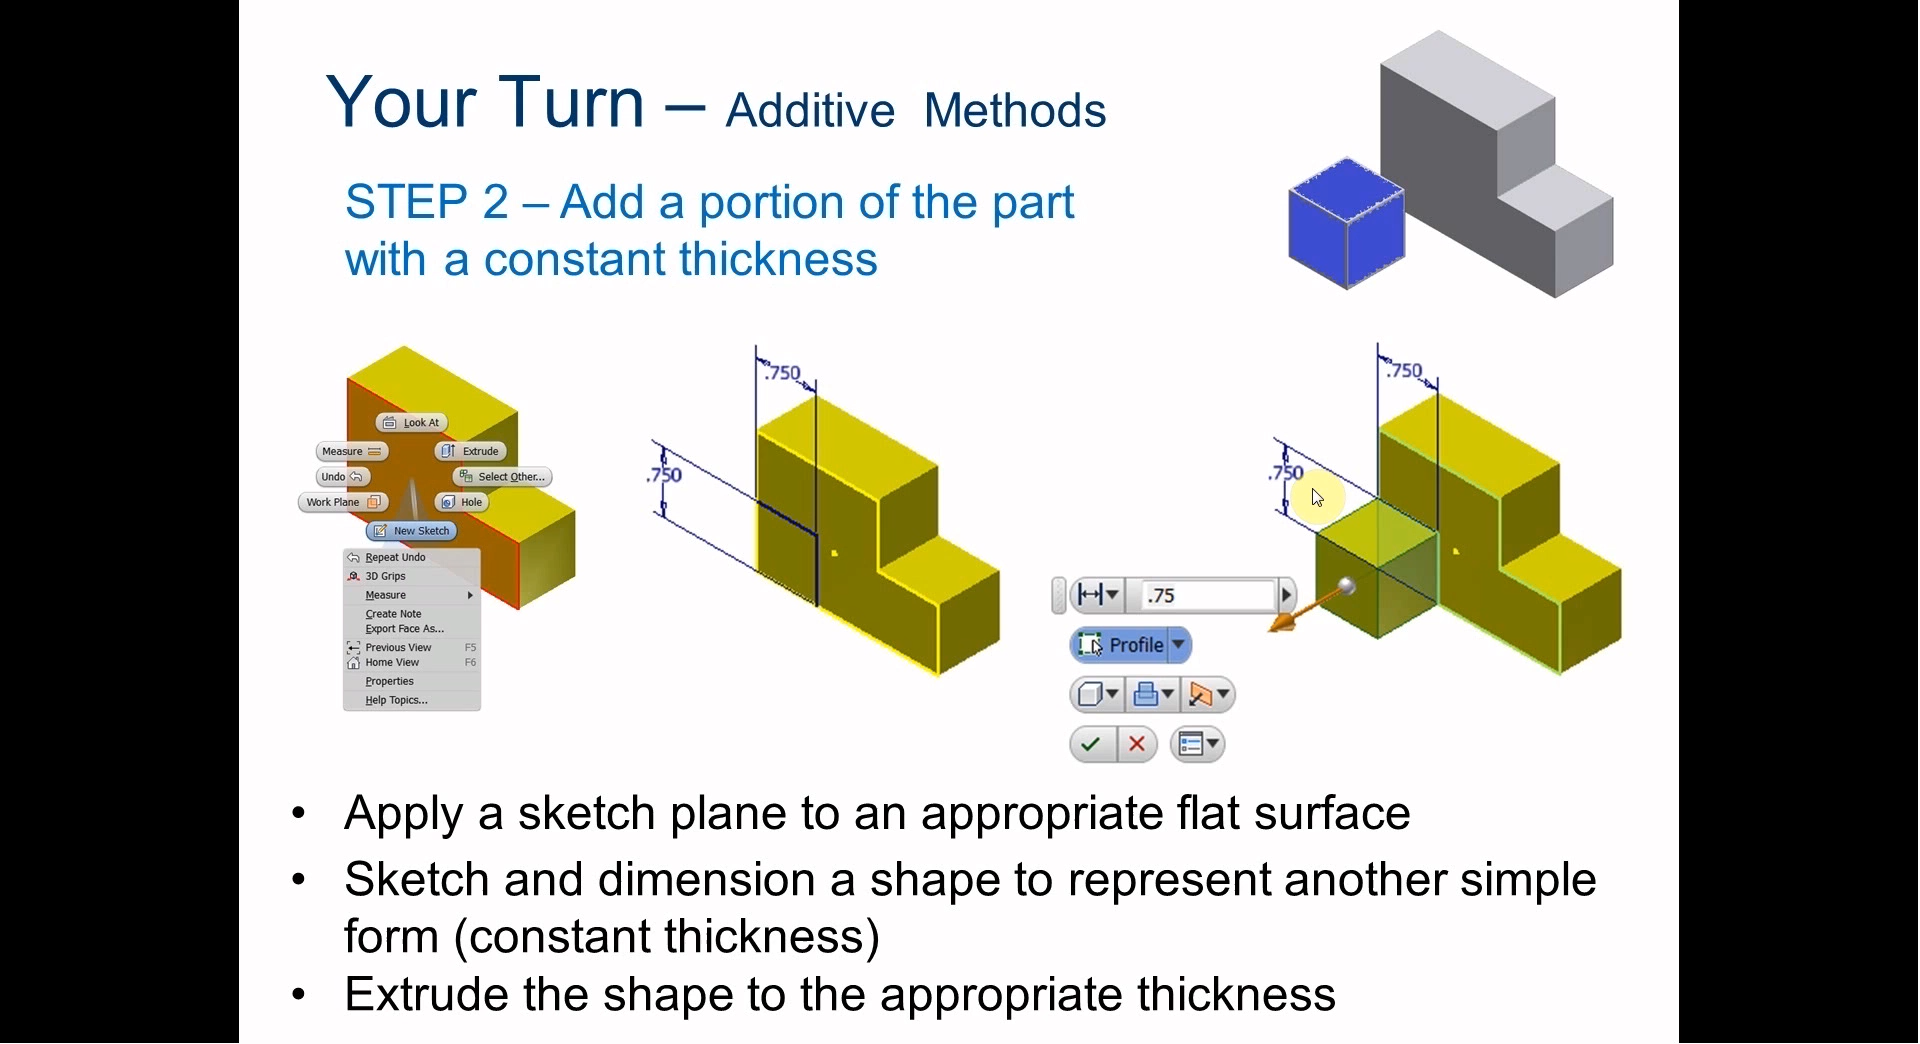 Your Turn – Additive Methods
STEP 2 – Add a portion of the part
with a constant thickness
Look At
Measure
Extrude
Undo
Select Other...
Work Plane
Hole
New Sketch
Repeat Undo
3D Grips
Measure
Create Note
Export Face As...
Previous View F5
Home View F6
Properties
Help Topics...
.750
.750
.750
.750
.75
Profile
• Apply a sketch plane to an appropriate flat surface
• Sketch and dimension a shape to represent another simple
form (constant thickness)
• Extrude the shape to the appropriate thickness